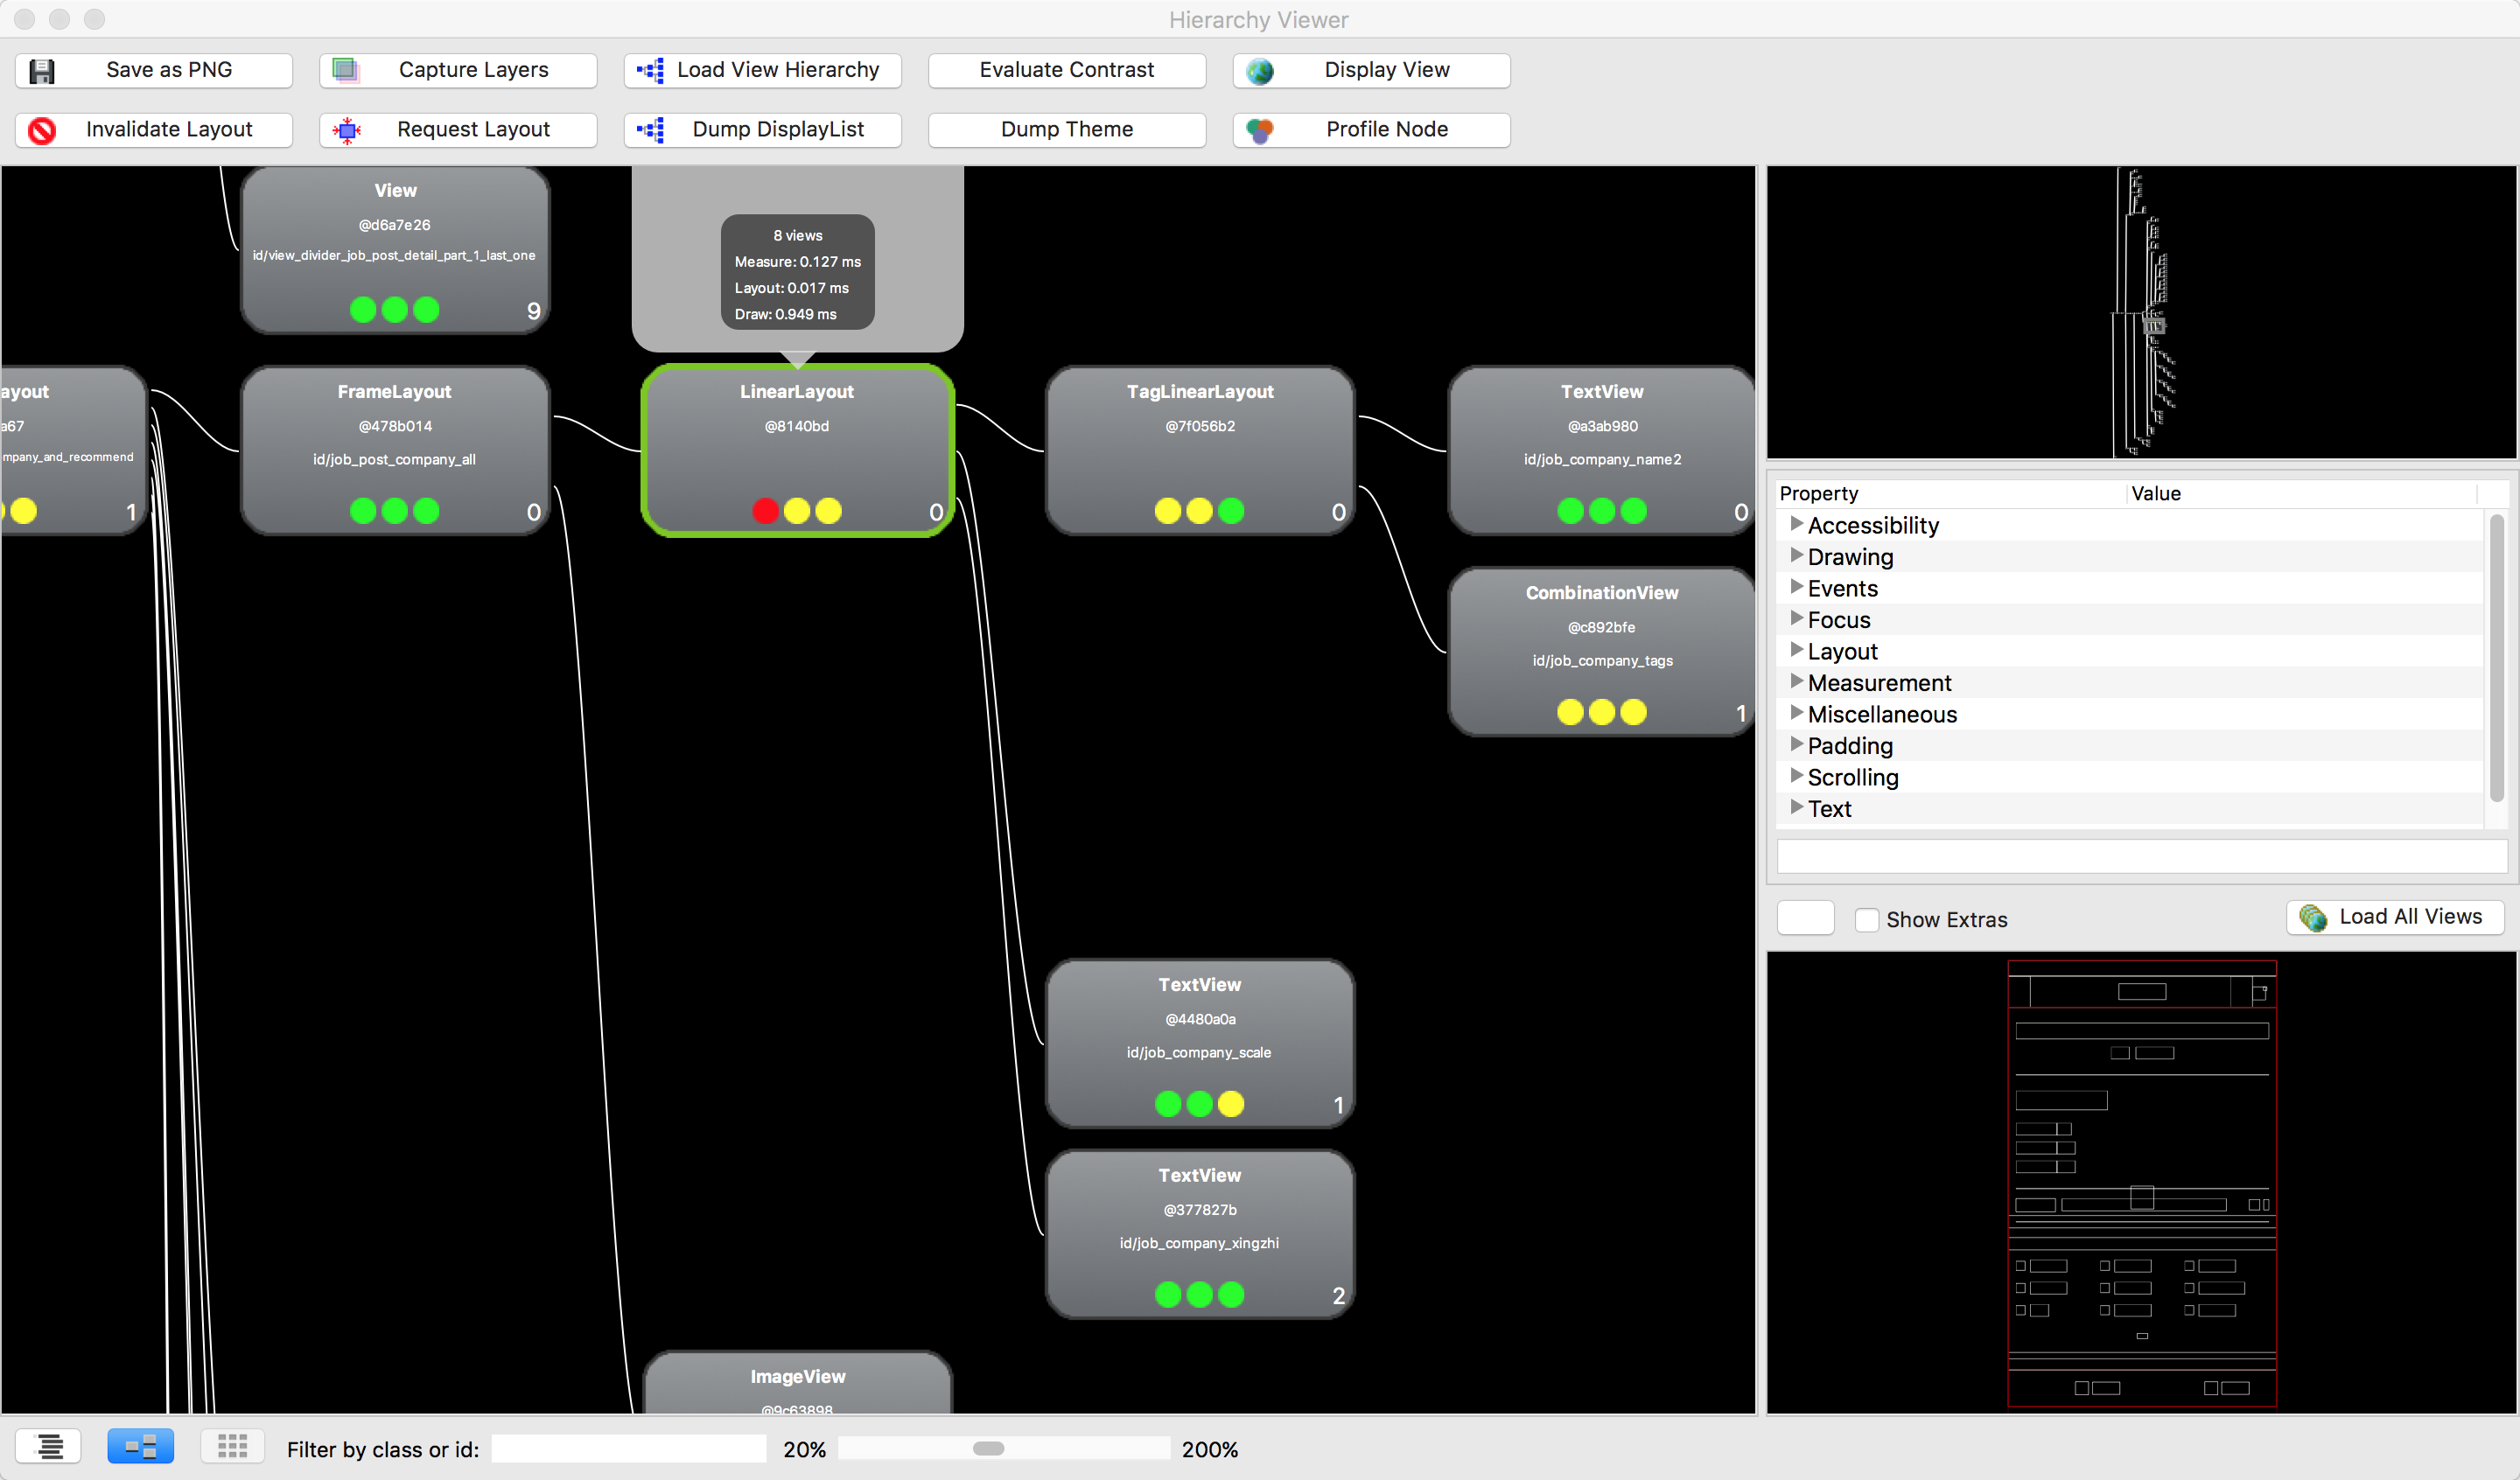 Hierarchy Viewer
Save as PNG
Capture Layers
Load View Hierarchy
Evaluate Contrast
Display View
Invalidate Layout
Request Layout
Dump DisplayList
Dump Theme
Profile Node
View
@d6a7e26
id/view_divider_job_post_detail_part_1_last_one
9
8 views
Measure: 0.127 ms
Layout: 0.017 ms
Draw: 0.949 ms
ayout
a67
mpany_and_recommend
1
FrameLayout
@478b014
id/job_post_company_all
0
LinearLayout
@8140bd
0
TagLinearLayout
@7f056b2
0
TextView
@a3ab980
id/job_company_name2
0
CombinationView
@c892bfe
id/job_company_tags
1
TextView
@4480a0a
id/job_company_scale
1
TextView
@377827b
id/job_company_xingzhi
2
ImageView
@9c63898
Property Value
Accessibility
Drawing
Events
Focus
Layout
Measurement
Miscellaneous
Padding
Scrolling
Text
Show Extras
Load All Views
Filter by class or id:
20%
200%